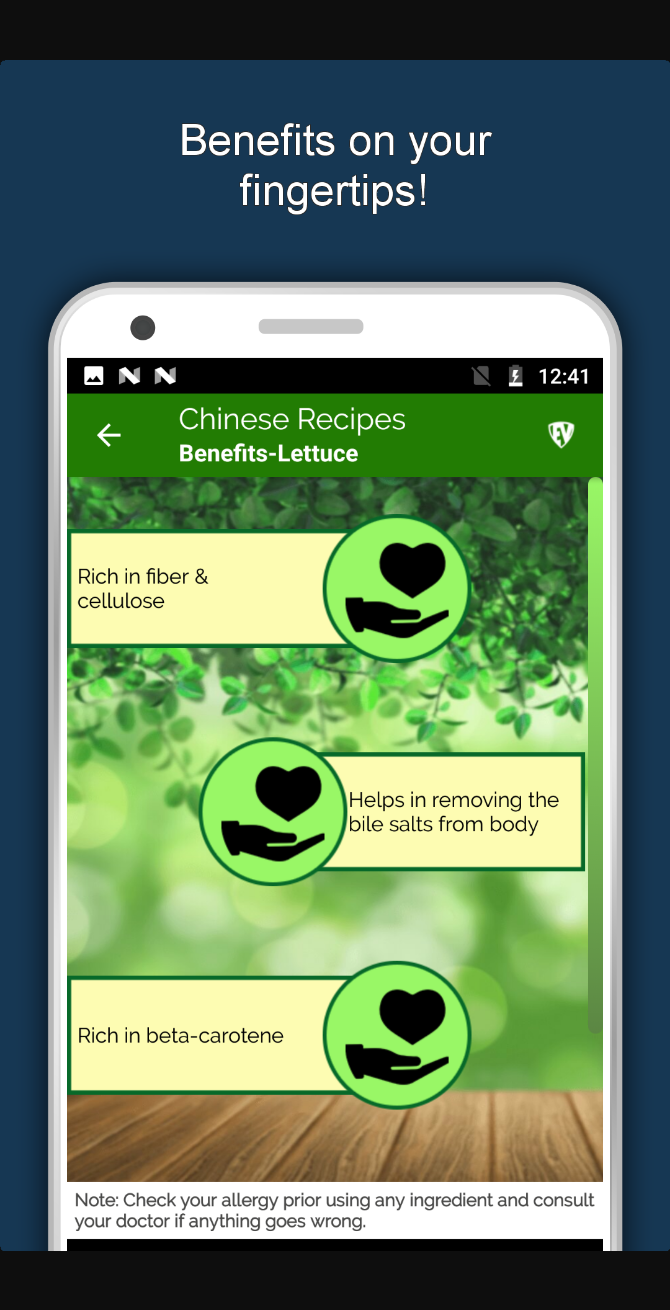 Benefits on your
fingertips!
12:41
Chinese Recipes
Benefits-Lettuce
EV
Rich in fiber &
cellulose
Helps in removing the
bile salts from body
Rich in beta-carotene
Note: Check your allergy prior using any ingredient and consult
your doctor if anything goes wrong.